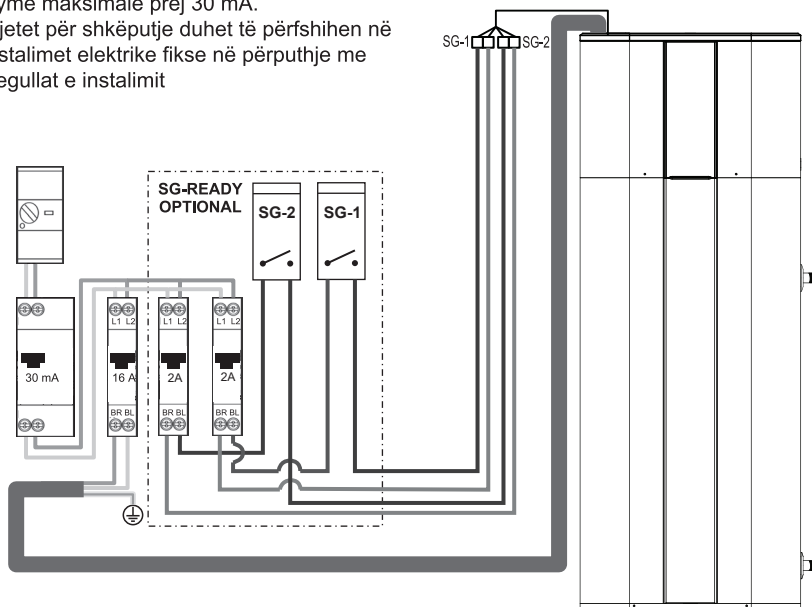 yme maksimale prej 30 mA.
jetet për shkëputje duhet të përfshihen në
stalimet elektrike fikse në përputhje me
egullat e instalimit
SG-1 SG-2
SG-READY
OPTIONAL
SG-2 SG-1
L1 L2 L1 L2 L1 L2
30 mA 16 A 2A 2A
BR BL BR BL BR BL